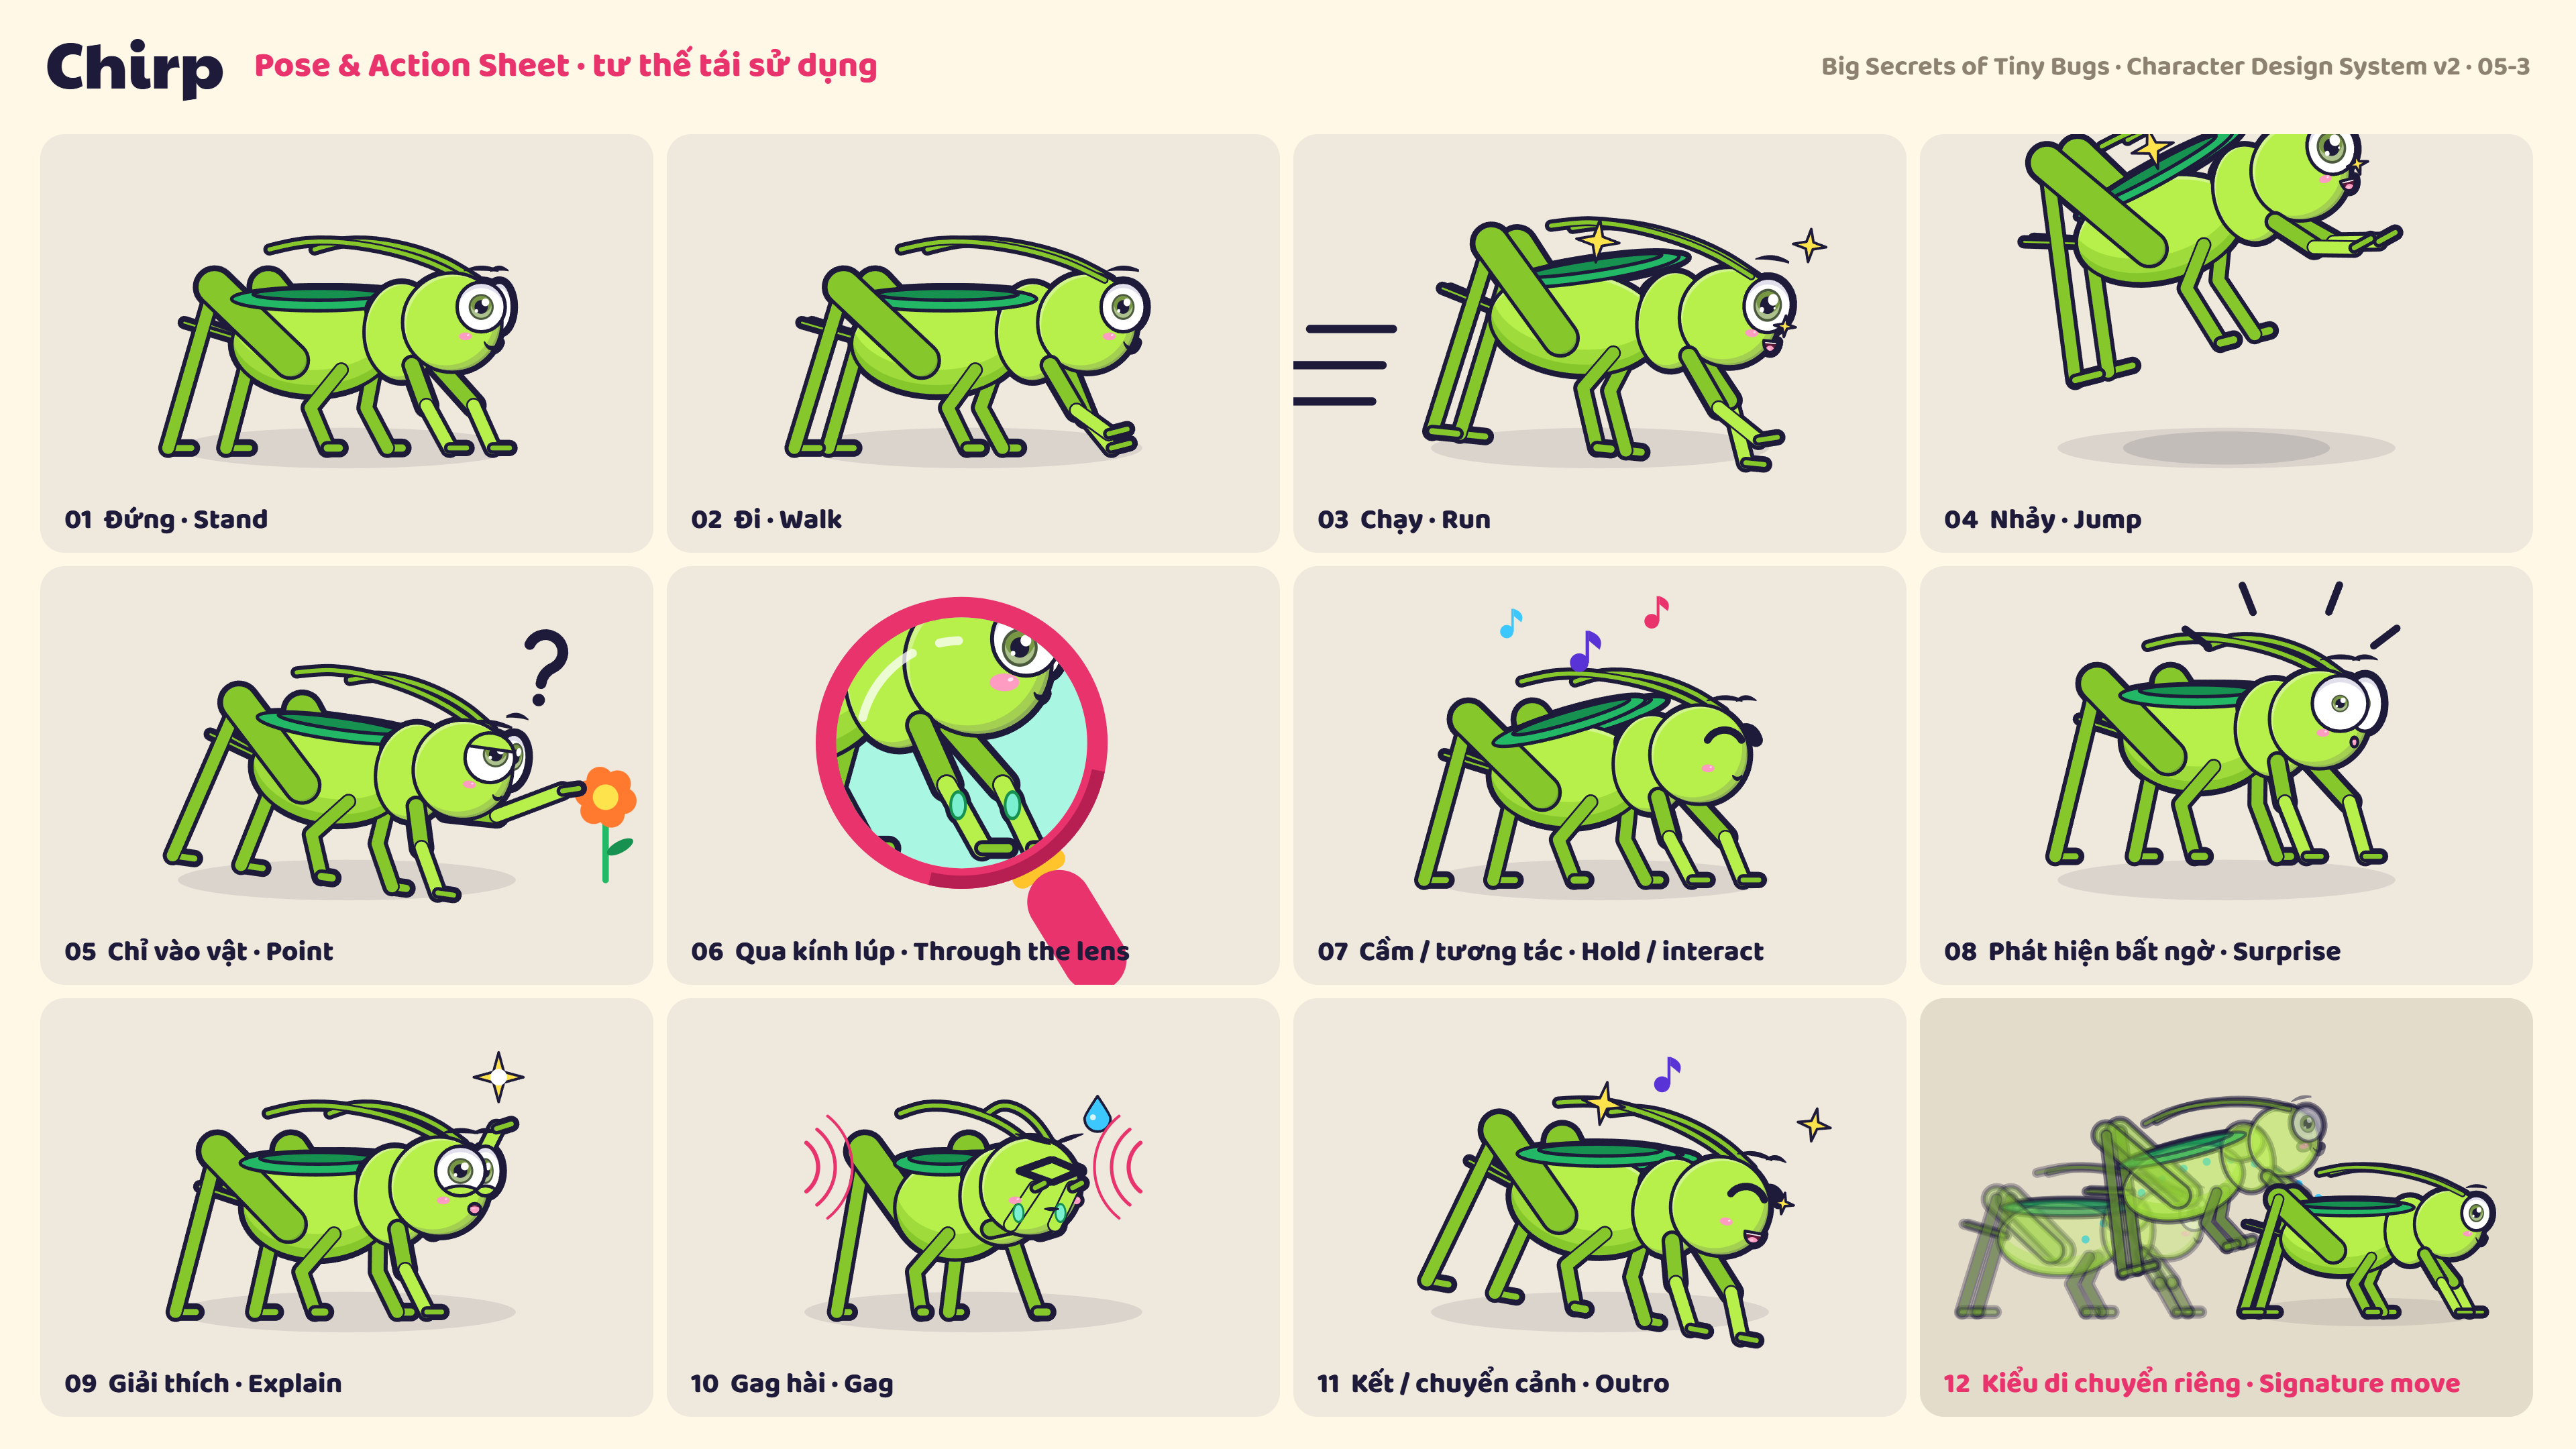 Chirp
Pose & Action Sheet · tư thế tái sử dụng
Big Secrets of Tiny Bugs · Character Design System v2 · 05-3
01 Đứng · Stand
02 Đi · Walk
03 Chạy · Run
04 Nhảy · Jump
?
05 Chỉ vào vật · Point
06 Qua kính lúp · Through the lens
07 Cầm / tương tác · Hold / interact
08 Phát hiện bất ngờ · Surprise
09 Giải thích · Explain
10 Gag hài · Gag
11 Kết / chuyển cảnh · Outro
12 Kiểu di chuyển riêng · Signature move